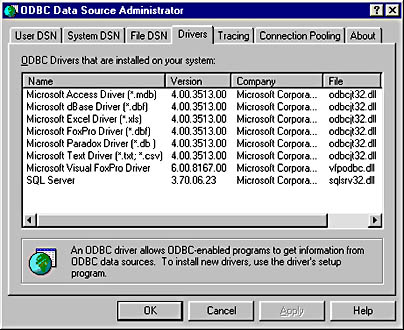 ODBC Data Source Administrator
User DSN System DSN File DSN Drivers Tracing Connection Pooling About
ODBC Drivers that are installed on your system:
Name Version Company File
Microsoft Access Driver (*.mdb) 4.00.3513.00 Microsoft Corpora... odbcjt32.dll
Microsoft dBase Driver (*.dbf) 4.00.3513.00 Microsoft Corpora... odbcjt32.dll
Microsoft Excel Driver (*.xls) 4.00.3513.00 Microsoft Corpora... odbcjt32.dll
Microsoft FoxPro Driver (*.dbf) 4.00.3513.00 Microsoft Corpora... odbcjt32.dll
Microsoft Paradox Driver (*.db ) 4.00.3513.00 Microsoft Corpora... odbcjt32.dll
Microsoft Text Driver (*.txt; *.csv) 4.00.3513.00 Microsoft Corpora... odbcjt32.dll
Microsoft Visual FoxPro Driver 6.00.8167.00 Microsoft Corpora... vfpodbc.dll
SQL Server 3.70.06.23 Microsoft Corpora... sqlsrv32.dll
An ODBC driver allows ODBC-enabled programs to get information from
ODBC data sources. To install new drivers, use the driver's setup
program.
OK Cancel Apply Help